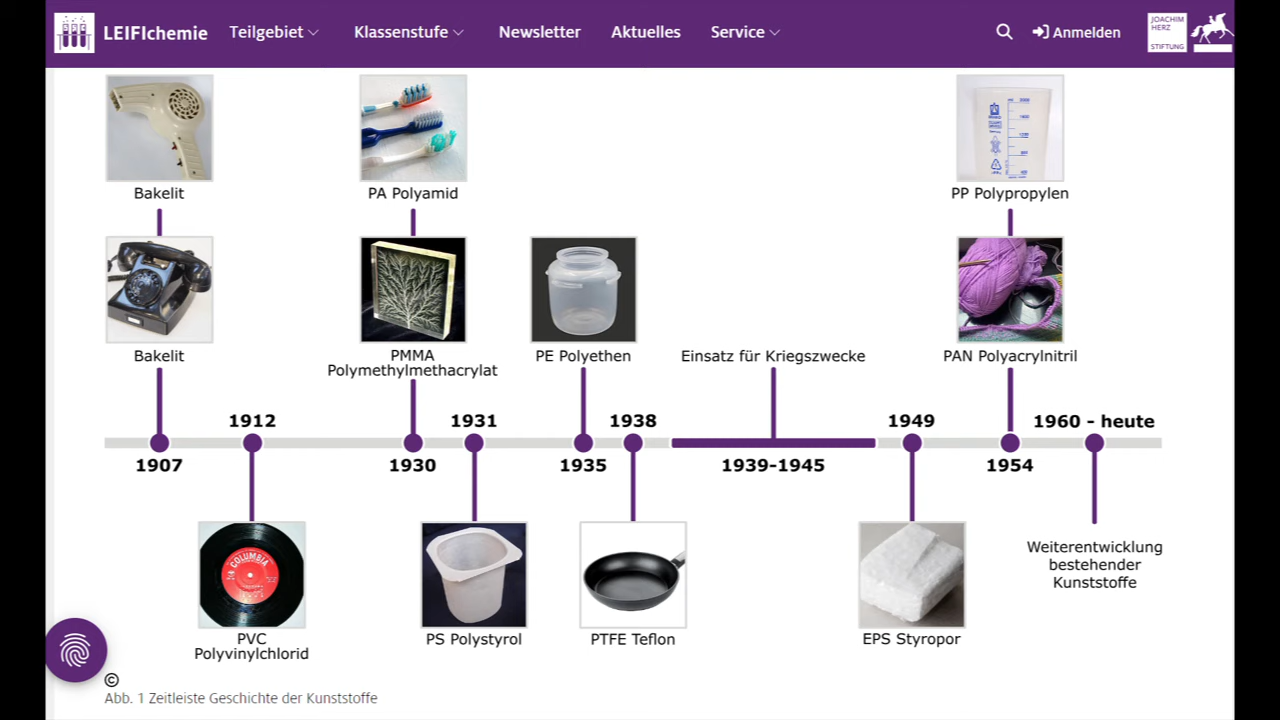 LEIFIchemie Teilgebiet Klassenstufe Newsletter Aktuelles Service Anmelden
JOACHIM
HERZ
STIFTUNG
Bakelit PA Polyamid PP Polypropylen
Bakelit PMMA PE Polyethen Einsatz für Kriegszwecke PAN Polyacrylnitril
Polymethylmethacrylat
1912 1931 1938 1949 1960 - heute
1907 1930 1935 1939-1945 1954
COLUMBIA
Weiterentwicklung
bestehender
Kunststoffe
PVC PS Polystyrol PTFE Teflon EPS Styropor
Polyvinylchlorid
©
Abb. 1 Zeitleiste Geschichte der Kunststoffe